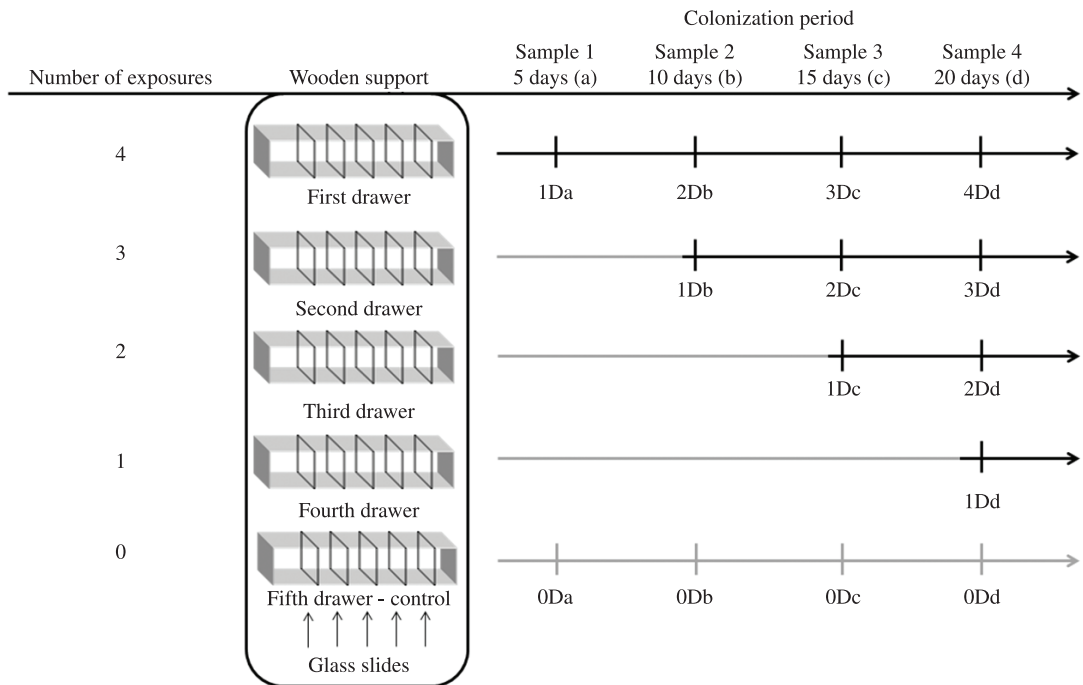 Colonization period
Sample 1 Sample 2 Sample 3 Sample 4
Number of exposures Wooden support 5 days (a) 10 days (b) 15 days (c) 20 days (d)
4
First drawer 1Da 2Db 3Dc 4Dd
3
Second drawer 1Db 2Dc 3Dd
2
Third drawer 1Dc 2Dd
1
Fourth drawer 1Dd
0
Fifth drawer - control 0Da 0Db 0Dc 0Dd
Glass slides